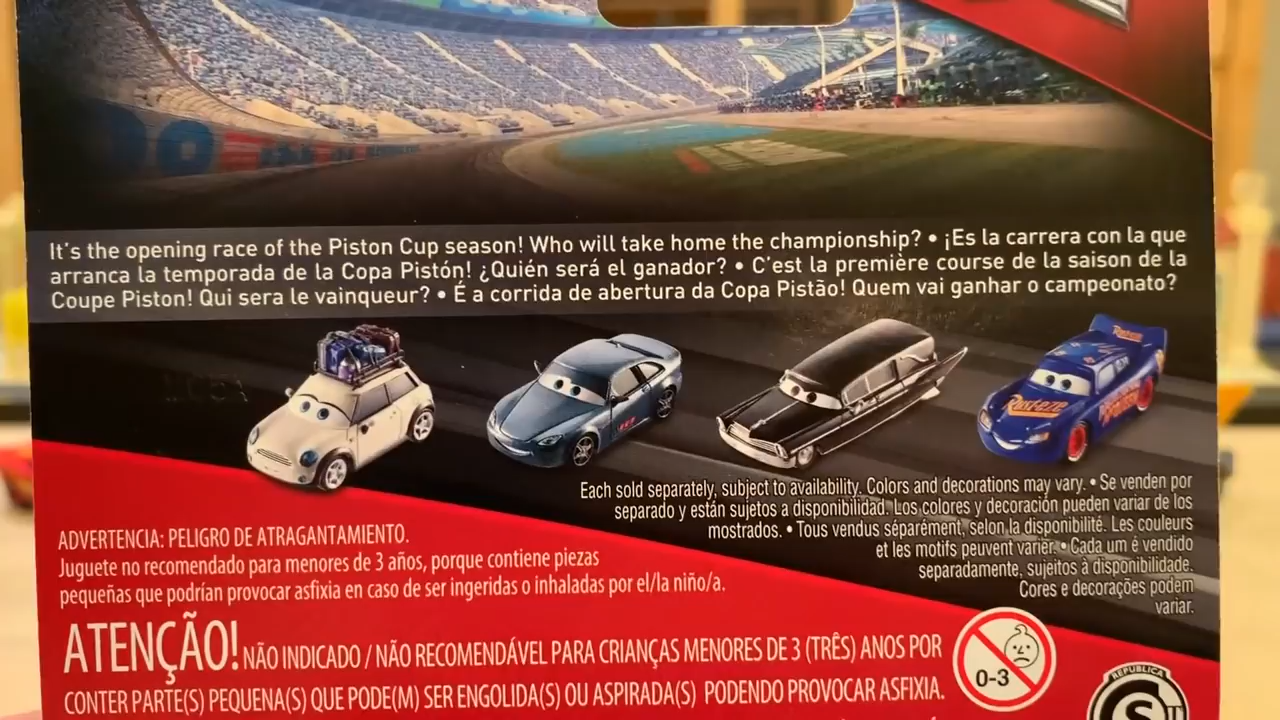 It's the opening race of the Piston Cup season! Who will take home the championship? • ¡Es la carrera con la que
arranca la temporada de la Copa Pistón! ¿Quién será el ganador? • C'est la première course de la saison de la
Coupe Piston! Qui sera le vainqueur? • É a corrida de abertura da Copa Pistão! Quem vai ganhar o campeonato?
Rust-eze
Rust-eze
Each sold separately, subject to availability. Colors and decorations may vary. • Se venden por
separado y están sujetos a disponibilidad. Los colores y decoración pueden variar de los
mostrados. • Tous vendus séparément, selon la disponibilité. Les couleurs
et les motifs peuvent varier. • Cada um é vendido
separadamente, sujeitos à disponibilidade.
Cores e decorações podem
variar.
ADVERTENCIA: PELIGRO DE ATRAGANTAMIENTO.
Juguete no recomendado para menores de 3 años, porque contiene piezas
pequeñas que podrían provocar asfixia en caso de ser ingeridas o inhaladas por el/la niño/a.
ATENÇÃO! NÃO INDICADO / NÃO RECOMENDÁVEL PARA CRIANÇAS MENORES DE 3 (TRÊS) ANOS POR
CONTER PARTE(S) PEQUENA(S) QUE PODE(M) SER ENGOLIDA(S) OU ASPIRADA(S) PODENDO PROVOCAR ASFIXIA.
0-3
REPUBLICA
S